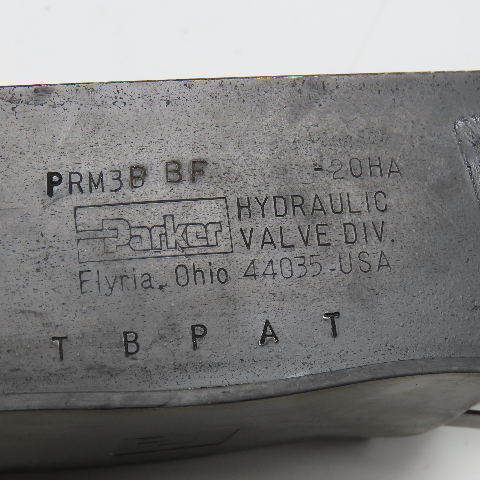 PRM3B BF -20HA
Parker HYDRAULIC
VALVE DIV.
Elyria, Ohio 44035-USA
T B P A T